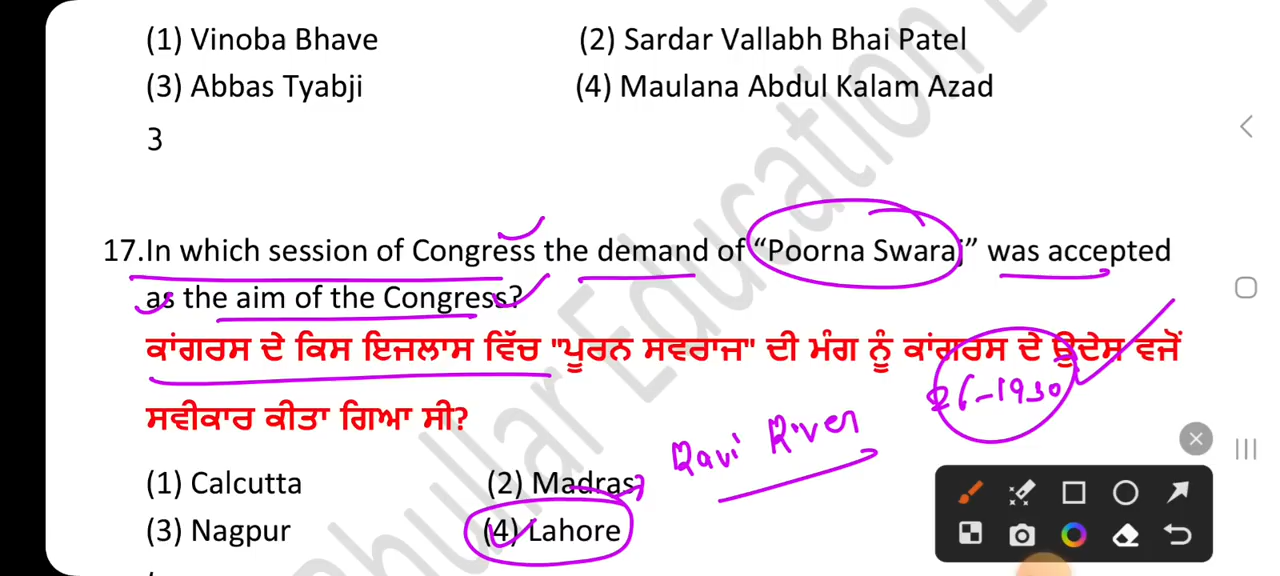 (1) Vinoba Bhave (2) Sardar Vallabh Bhai Patel
(3) Abbas Tyabji (4) Maulana Abdul Kalam Azad
3
17.In which session of Congress the demand of “Poorna Swaraj” was accepted
as the aim of the Congress?
ਕਾਂਗਰਸ ਦੇ ਕਿਸ ਇਜਲਾਸ ਵਿੱਚ "ਪੂਰਨ ਸਵਰਾਜ" ਦੀ ਮੰਗ ਨੂੰ ਕਾਂਗਰਸ ਦੇ ਉਦੇਸ ਵਜੋਂ
26-1930
ਸਵੀਕਾਰ ਕੀਤਾ ਗਿਆ ਸੀ?
Ravi River
(1) Calcutta (2) Madras
(3) Nagpur (4) Lahore
Bhullar Education